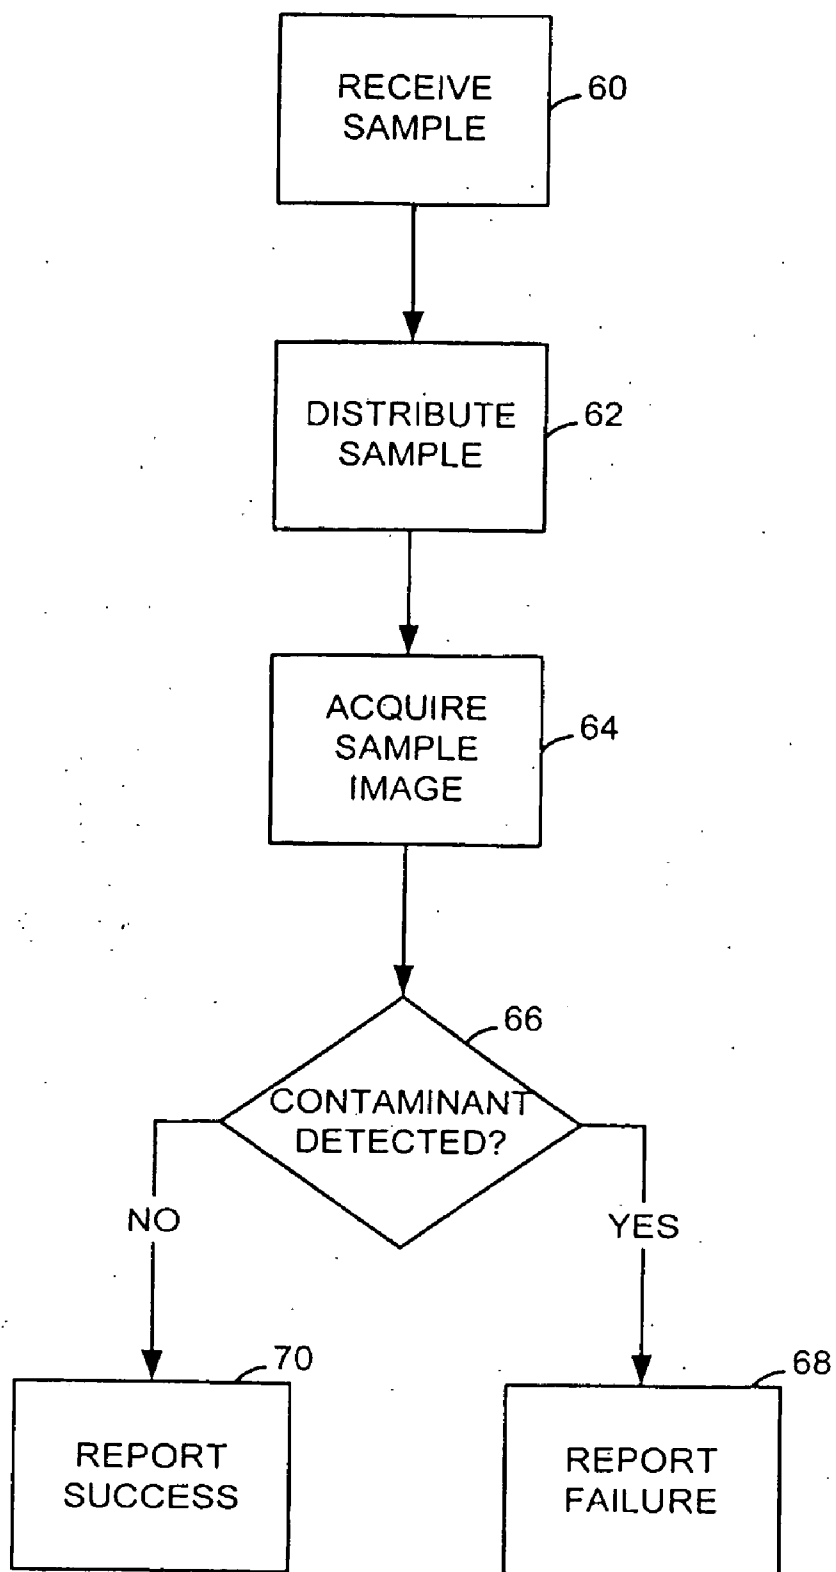 RECEIVE
SAMPLE
60
DISTRIBUTE
SAMPLE
62
ACQUIRE
SAMPLE
IMAGE
64
66
CONTAMINANT
DETECTED?
NO
YES
70
REPORT
SUCCESS
68
REPORT
FAILURE